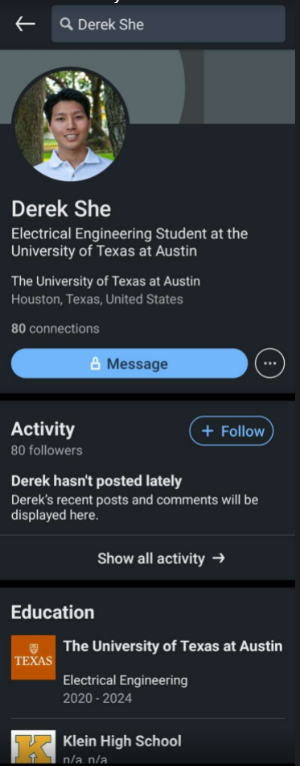 Derek She
Derek She
Electrical Engineering Student at the
University of Texas at Austin
The University of Texas at Austin
Houston, Texas, United States
80 connections
Message
Activity
+ Follow
80 followers
Derek hasn't posted lately
Derek's recent posts and comments will be
displayed here.
Show all activity →
Education
TEXAS
The University of Texas at Austin
Electrical Engineering
2020 - 2024
K
Klein High School
n/a, n/a